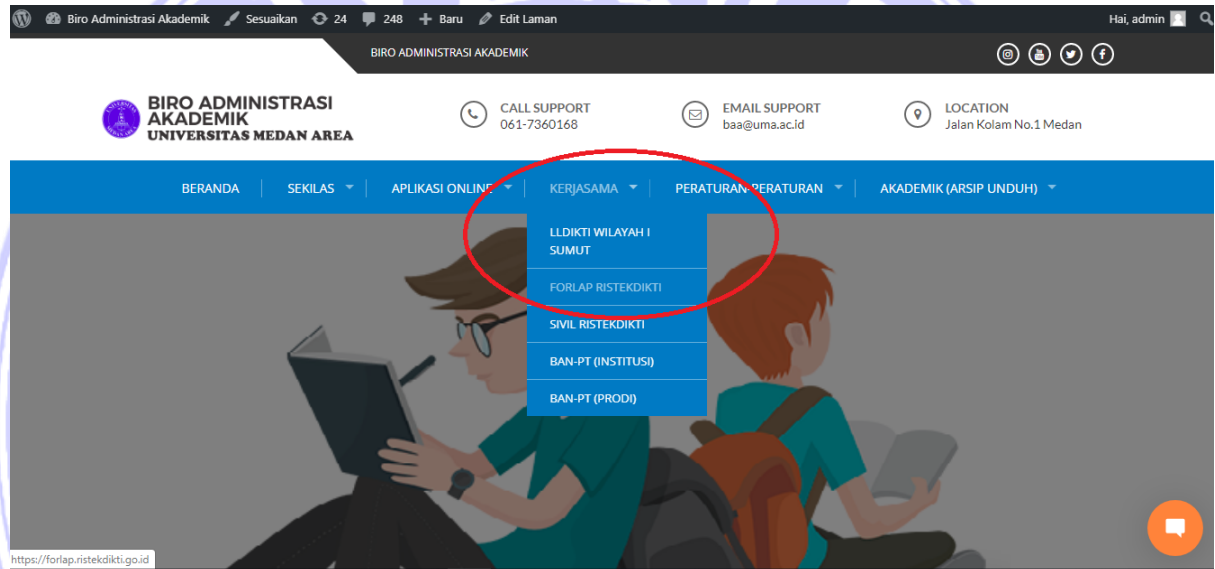 Biro Administrasi Akademik Sesuaikan 24 248 Baru Edit Laman Hai, admin
BIRO ADMINISTRASI AKADEMIK
BIRO ADMINISTRASI
AKADEMIK
UNIVERSITAS MEDAN AREA
CALL SUPPORT
061-7360168
EMAIL SUPPORT
baa@uma.ac.id
LOCATION
Jalan Kolam No.1 Medan
BERANDA SEKILAS APLIKASI ONLINE KERJASAMA PERATURAN-PERATURAN AKADEMIK (ARSIP UNDUH)
LLDIKTI WILAYAH I
SUMUT
FORLAP RISTEKDIKTI
SIVIL RISTEKDIKTI
BAN-PT (INSTITUSI)
BAN-PT (PRODI)
https://forlap.ristekdikti.go.id